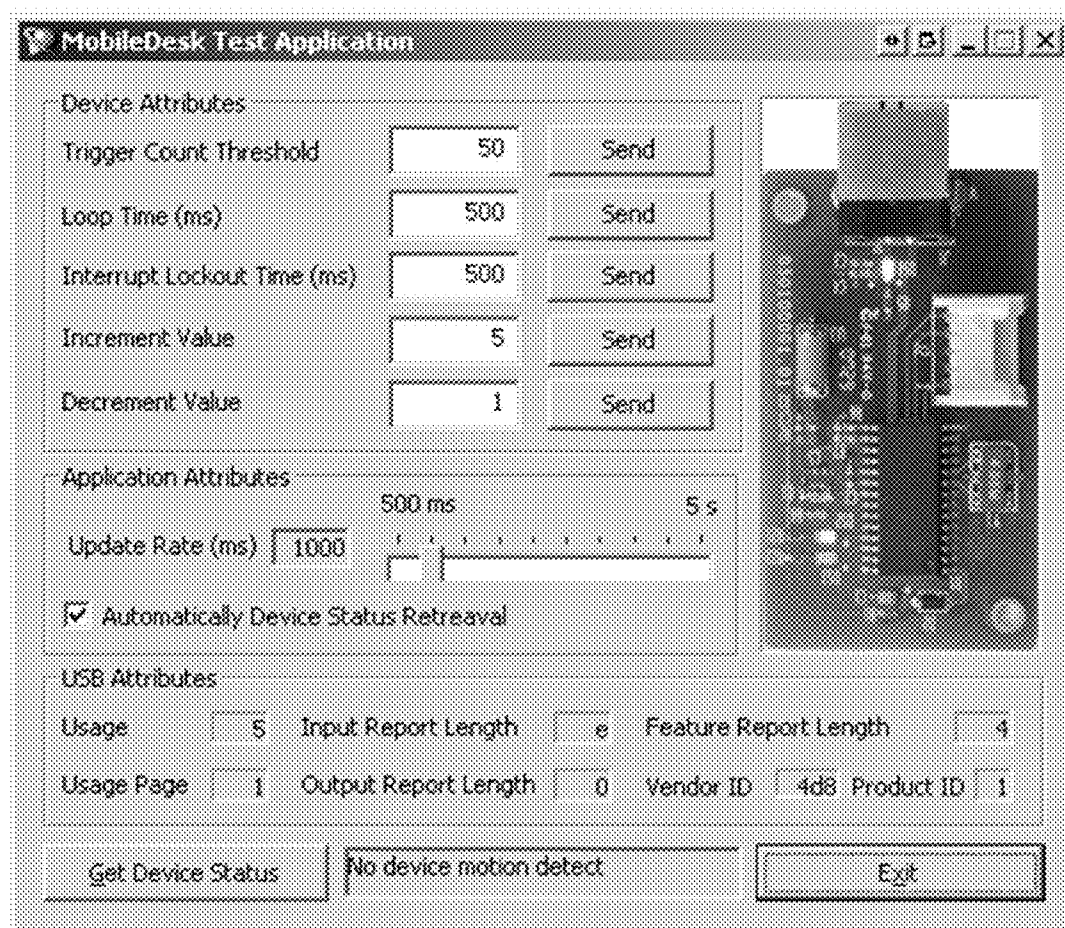 MobileDesk Test Application
Device Attributes
Trigger Count Threshold 50 Send
Loop Time (ms) 500 Send
Interrupt Lockout Time (ms) 500 Send
Increment Value 5 Send
Decrement Value 1 Send
Application Attributes
500 ms 5 s
Update Rate (ms) 1000
Automatically Device Status Retreaval
USB Attributes
Usage 5 Input Report Length e Feature Report Length 4
Usage Page 1 Output Report Length 0 Vendor ID 4d8 Product ID 1
Get Device Status No device motion detect Exit